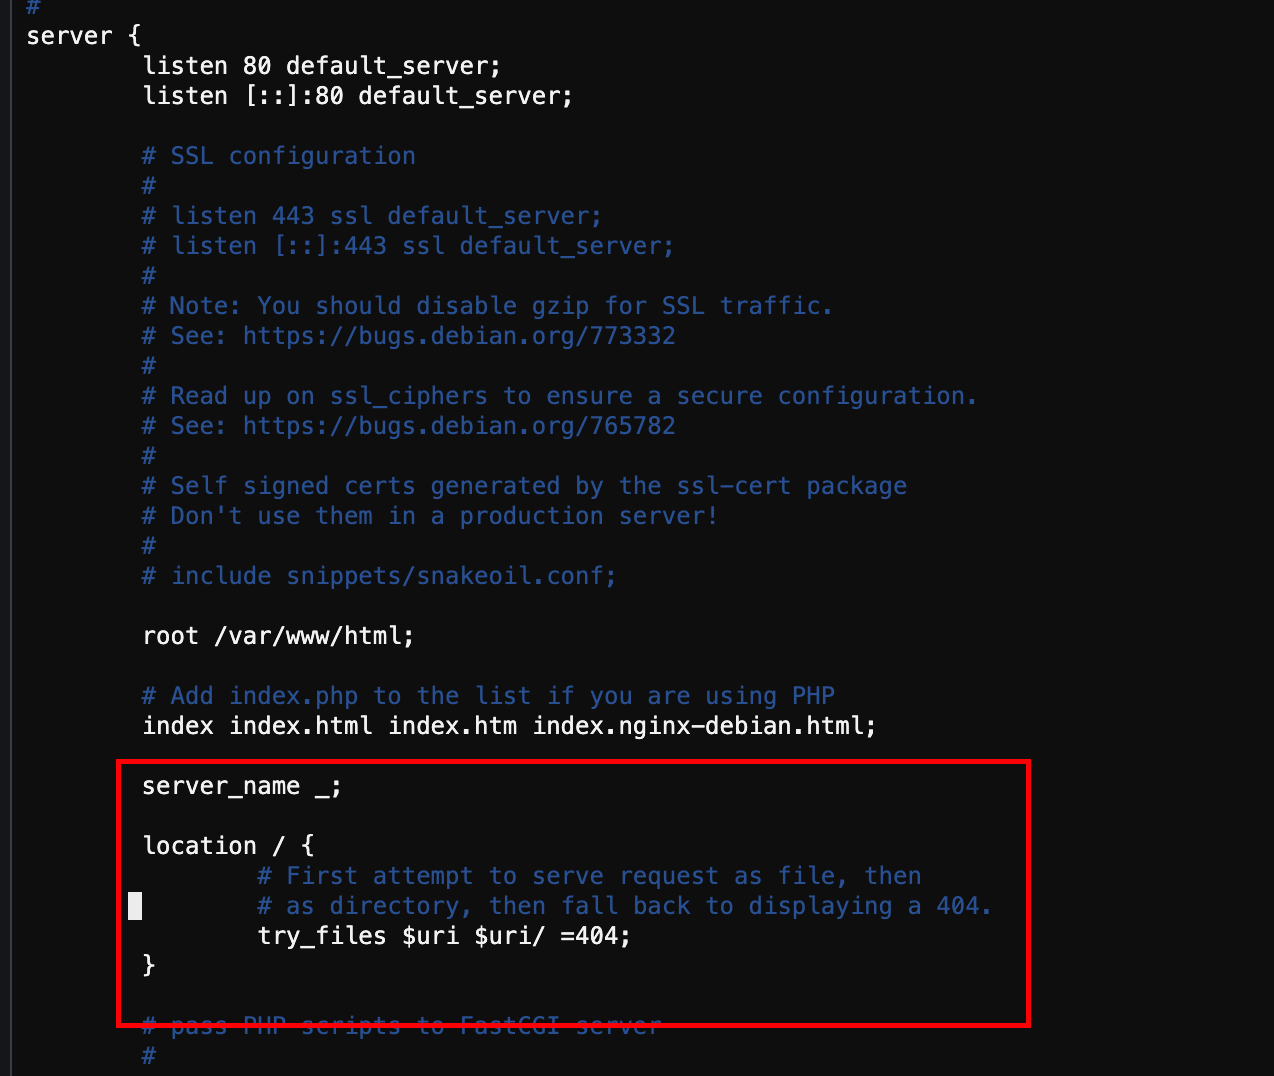 #
server {
listen 80 default_server;
listen [::]:80 default_server;
# SSL configuration
#
# listen 443 ssl default_server;
# listen [::]:443 ssl default_server;
#
# Note: You should disable gzip for SSL traffic.
# See: https://bugs.debian.org/773332
#
# Read up on ssl_ciphers to ensure a secure configuration.
# See: https://bugs.debian.org/765782
#
# Self signed certs generated by the ssl-cert package
# Don't use them in a production server!
#
# include snippets/snakeoil.conf;
root /var/www/html;
# Add index.php to the list if you are using PHP
index index.html index.htm index.nginx-debian.html;
server_name _;
location / {
# First attempt to serve request as file, then
# as directory, then fall back to displaying a 404.
try_files $uri $uri/ =404;
}
# pass PHP scripts to FastCGI server
#